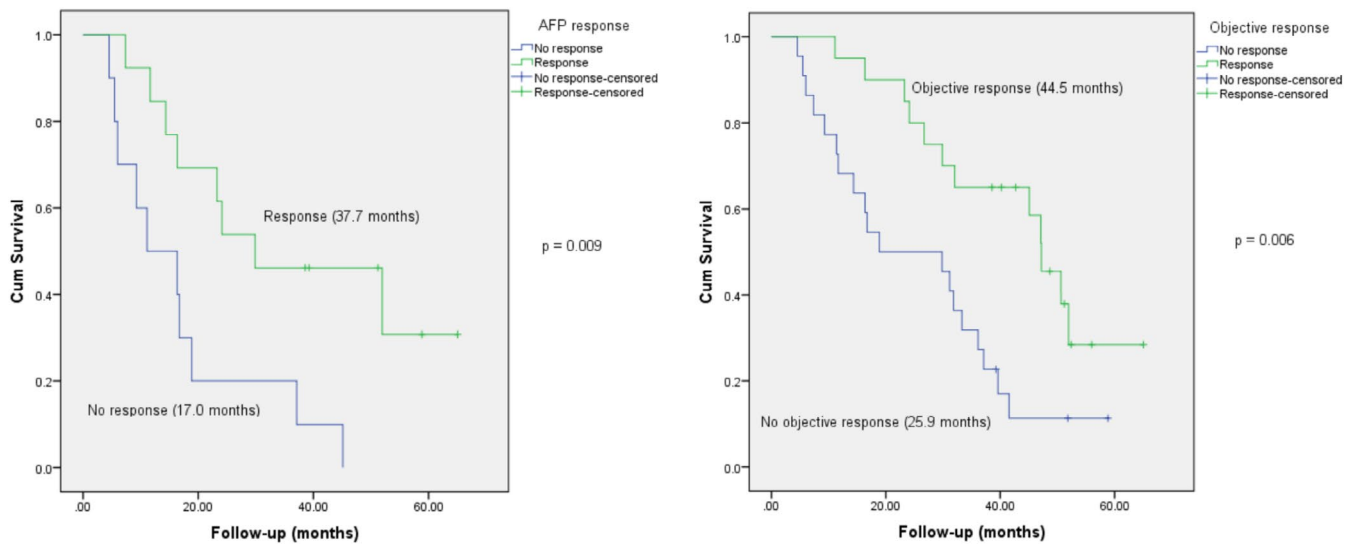 AFP response
No response
Response
No response-censored
Response-censored
1.0
0.8
0.6
0.4
0.2
0.0
Cum Survival
Response (37.7 months)
No response (17.0 months)
p = 0.009
.00
20.00
40.00
60.00
Follow-up (months)
Objective response
No response
Response
No response-censored
Response-censored
1.0
0.8
0.6
0.4
0.2
0.0
Cum Survival
Objective response (44.5 months)
No objective response (25.9 months)
p = 0.006
.00
20.00
40.00
60.00
Follow-up (months)